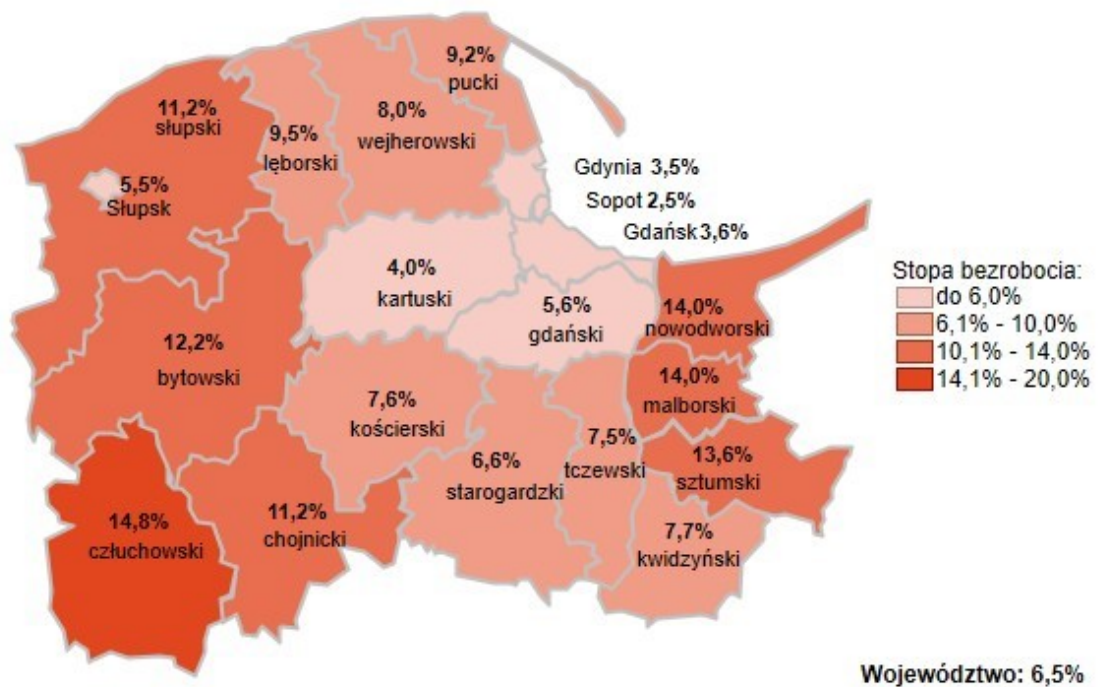 9,2%
pucki
11,2%
słupski
8,0%
wejherowski
9,5%
lęborski
Gdynia 3,5%
Sopot 2,5%
Gdańsk 3,6%
5,5%
Słupsk
4,0%
kartuski
5,6%
gdański
14,0%
nowodworski
Stopa bezrobocia:
do 6,0%
6,1% - 10,0%
10,1% - 14,0%
14,1% - 20,0%
12,2%
bytowski
14,0%
malborski
7,6%
kościerski
7,5%
tczewski
6,6%
starogardzki
13,6%
sztumski
14,8%
człuchowski
11,2%
chojnicki
7,7%
kwidzyński
Województwo: 6,5%